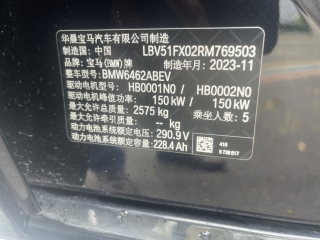 华晨宝马汽车有限公司制造
制造国：中国 LBV51FX02RM769503
品牌：宝马(BMW)牌 制造年月：2023-11
整车型号：BMW6462ABEV
驱动电机型号：HB0001N0 / HB0002N0
驱动电机峰值功率：150 kW / 150 kW
最大允许总质量：2575 kg 乘坐人数：5
最大允许牵引质量：-- kg
动力电池系统额定电压：290.9 V
动力电池系统额定容量：228.4 Ah